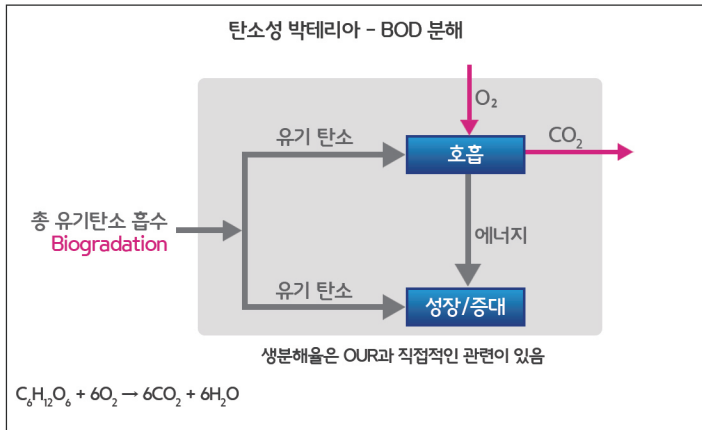 탄소성 박테리아 – BOD 분해
O₂
유기 탄소
호흡
CO₂
총 유기탄소 흡수
Biogradation
에너지
유기 탄소
성장/증대
생분해율은 OUR과 직접적인 관련이 있음
C₆H₁₂O₆ + 6O₂ → 6CO₂ + 6H₂O